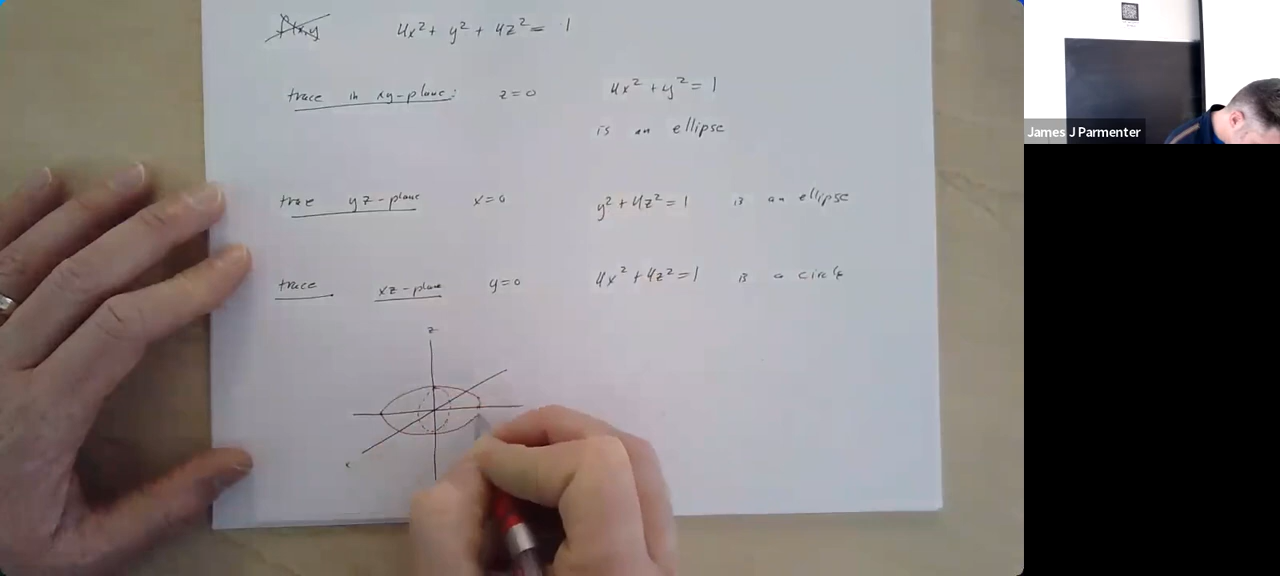 4x² + y² + 4z² = 1
trace in xy-plane: z=0 4x² + y² = 1
is an ellipse
trace yz-plane x=0 y² + 4z² = 1 is an ellipse
trace xz-plane y=0 4x² + 4z² = 1 is a circle
z
x
James J Parmenter